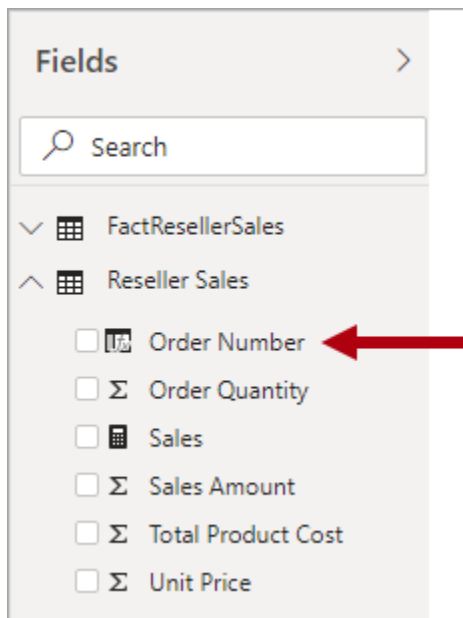 Fields
Search
FactResellerSales
Reseller Sales
Order Number
Order Quantity
Sales
Sales Amount
Total Product Cost
Unit Price